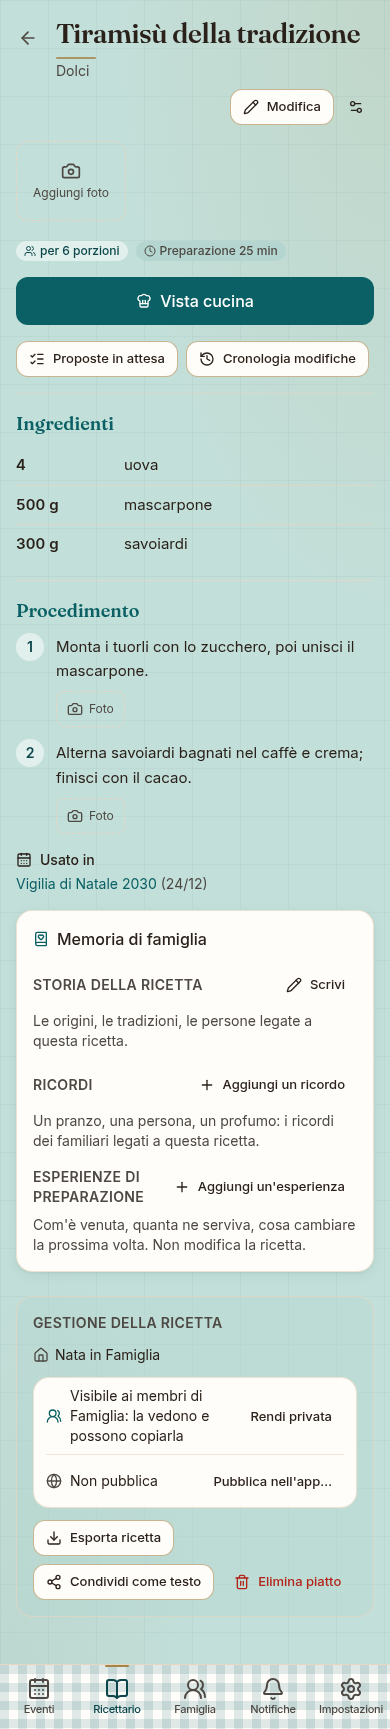 Tiramisù della tradizione
Dolci
Modifica
Aggiungi foto
per 6 porzioni
Preparazione 25 min
Vista cucina
Proposte in attesa
Cronologia modifiche
Ingredienti
4 uova
500 g mascarpone
300 g savoiardi
Procedimento
1 Monta i tuorli con lo zucchero, poi unisci il
mascarpone.
Foto
2 Alterna savoiardi bagnati nel caffè e crema;
finisci con il cacao.
Foto
Usato in
Vigilia di Natale 2030 (24/12)
Memoria di famiglia
STORIA DELLA RICETTA
Scrivi
Le origini, le tradizioni, le persone legate a
questa ricetta.
RICORDI
Aggiungi un ricordo
Un pranzo, una persona, un profumo: i ricordi
dei familiari legati a questa ricetta.
ESPERIENZE DI
PREPARAZIONE
Aggiungi un'esperienza
Com'è venuta, quanta ne serviva, cosa cambiare
la prossima volta. Non modifica la ricetta.
GESTIONE DELLA RICETTA
Nata in Famiglia
Visibile ai membri di
Famiglia: la vedono e
possono copiarla
Rendi privata
Non pubblica
Pubblica nell'app...
Esporta ricetta
Condividi come testo
Elimina piatto
Eventi
Ricettario
Famiglia
Notifiche
Impostazioni